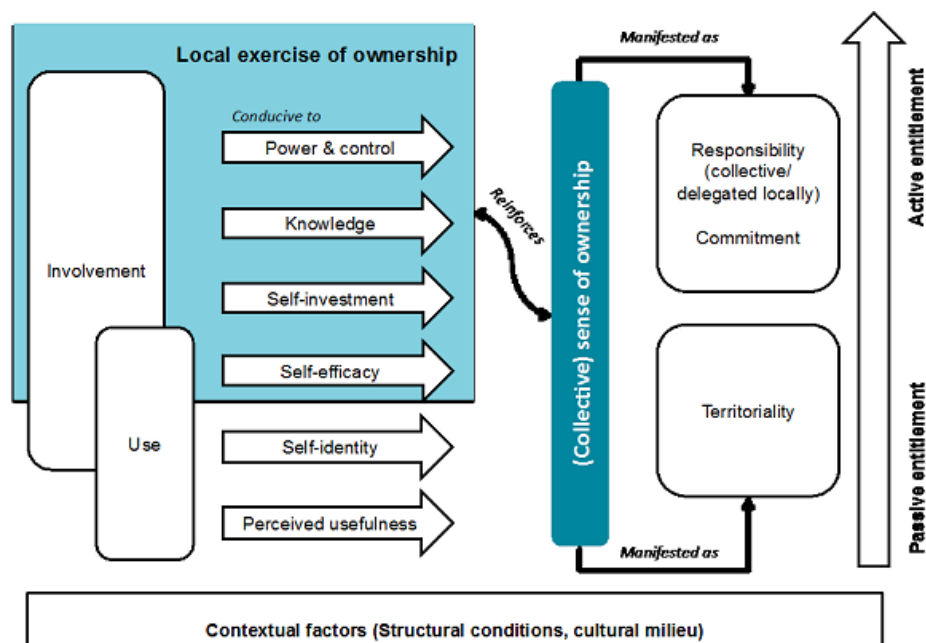 Local exercise of ownership
Conducive to
Power & control
Knowledge
Self-investment
Self-efficacy
Self-identity
Perceived usefulness
Involvement
Use
Reinforces
(Collective) sense of ownership
Manifested as
Responsibility
(collective/
delegated locally)
Commitment
Territoriality
Manifested as
Active entitlement
Passive entitlement
Contextual factors (Structural conditions, cultural milieu)